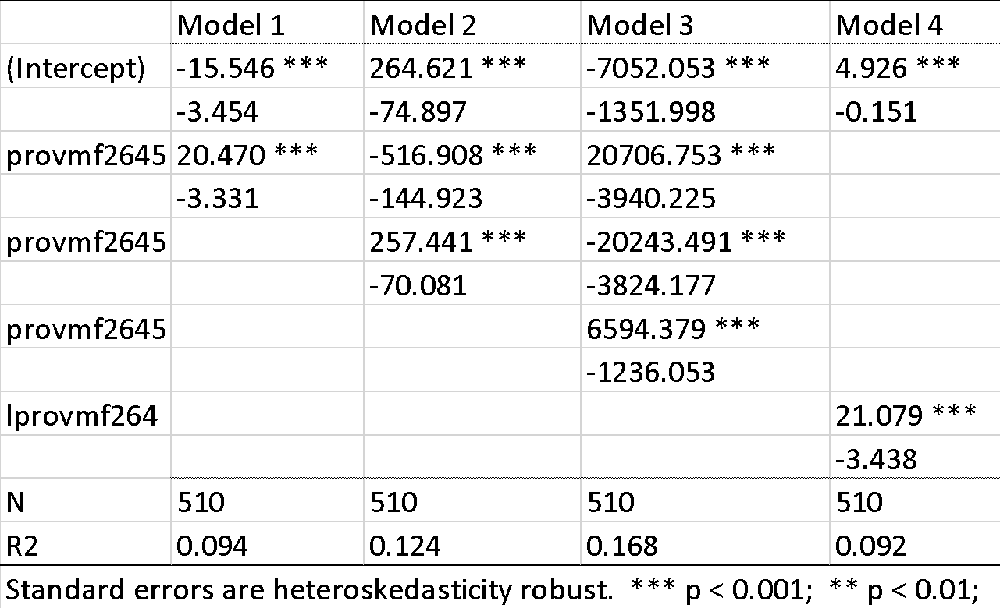 Model 1 Model 2 Model 3 Model 4
(Intercept) -15.546 *** 264.621 *** -7052.053 *** 4.926 ***
-3.454 -74.897 -1351.998 -0.151
provmf2645 20.470 *** -516.908 *** 20706.753 ***
-3.331 -144.923 -3940.225
provmf2645 257.441 *** -20243.491 ***
-70.081 -3824.177
provmf2645 6594.379 ***
-1236.053
lprovmf264 21.079 ***
-3.438
N 510 510 510 510
R2 0.094 0.124 0.168 0.092
Standard errors are heteroskedasticity robust. *** p < 0.001; ** p < 0.01;